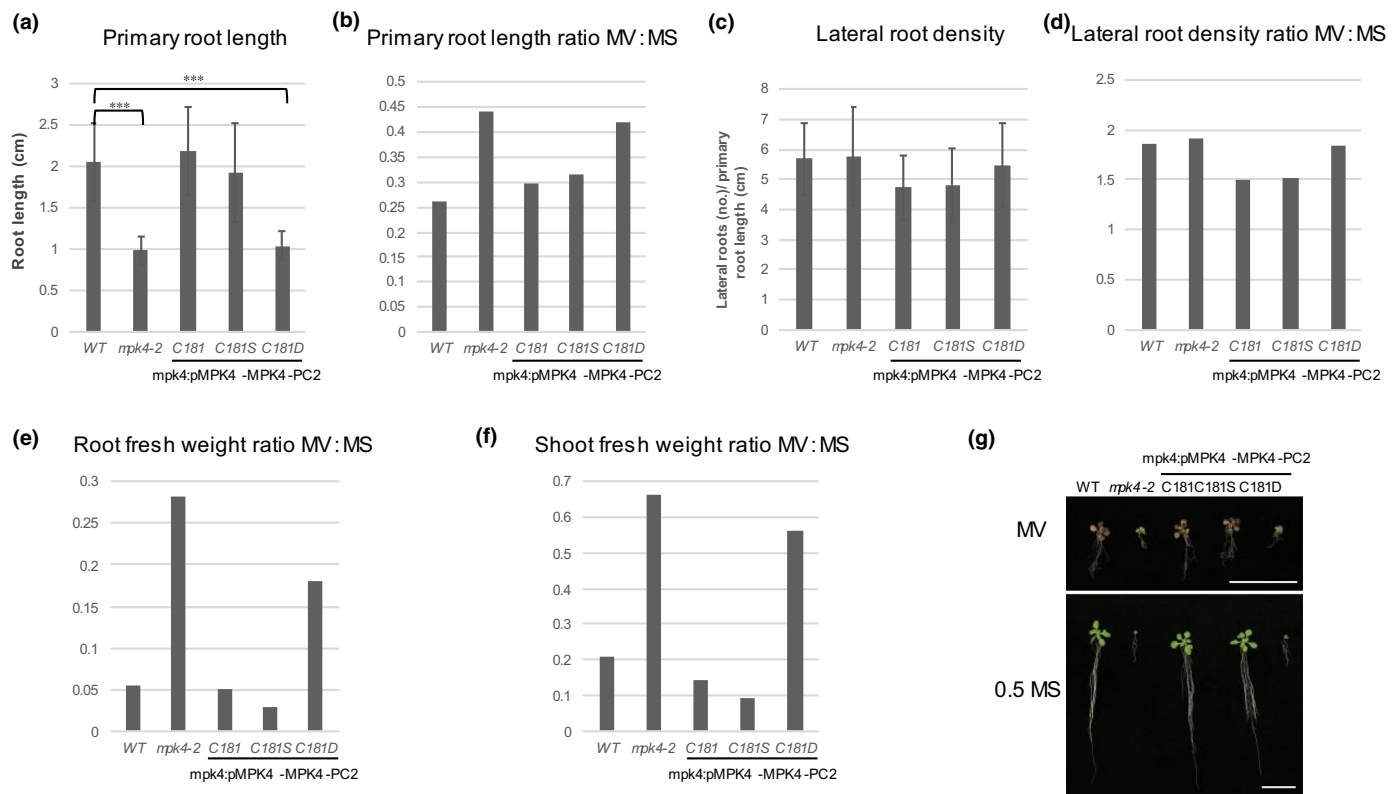 (a)
Primary root length
***
***
3
2.5
2
1.5
1
0.5
0
Root length (cm)
WT mpk4-2 C181 C181S C181D
mpk4:pMPK4 -MPK4-PC2
(b)
Primary root length ratio MV:MS
0.5
0.45
0.4
0.35
0.3
0.25
0.2
0.15
0.1
0.05
0
WT mpk4-2 C181 C181S C181D
mpk4:pMPK4 -MPK4-PC2
(c)
Lateral root density
8
7
6
5
4
3
2
1
0
Lateral roots (no)/ primary
root length (cm)
WT mpk4-2 C181 C181S C181D
mpk4:pMPK4 -MPK4-PC2
(d)
Lateral root density ratio MV:MS
2.5
2
1.5
1
0.5
0
WT mpk4-2 C181 C181S C181D
mpk4:pMPK4 -MPK4-PC2
(e)
Root fresh weight ratio MV:MS
0.3
0.25
0.2
0.15
0.1
0.05
0
WT mpk4-2 C181 C181S C181D
mpk4:pMPK4 -MPK4-PC2
(f)
Shoot fresh weight ratio MV:MS
0.7
0.6
0.5
0.4
0.3
0.2
0.1
0
WT mpk4-2 C181 C181S C181D
mpk4:pMPK4 -MPK4-PC2
(g)
mpk4:pMPK4 -MPK4-PC2
WT mpk4-2 C181C181S C181D
MV
0.5 MS